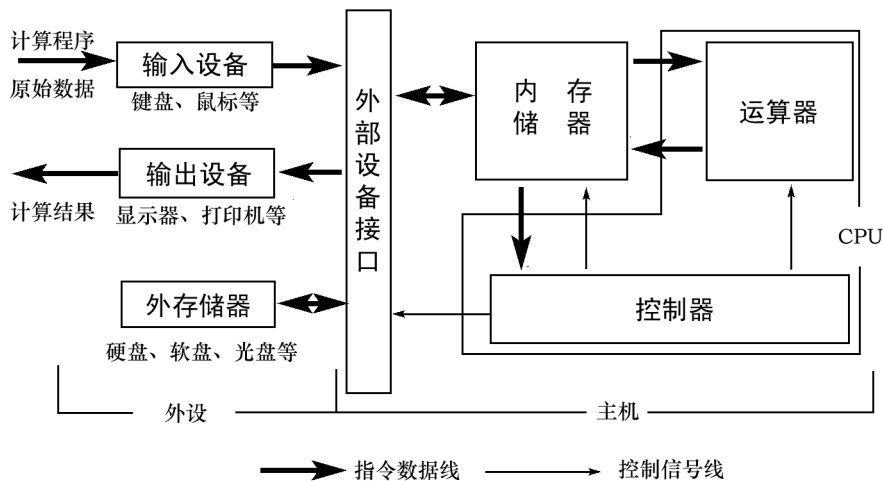 计算程序
原始数据
输入设备
键盘、鼠标等
输出设备
计算结果
显示器、打印机等
外存储器
硬盘、软盘、光盘等
外部设备接口
内存
储器
运算器
CPU
控制器
外设
主机
指令数据线
控制信号线